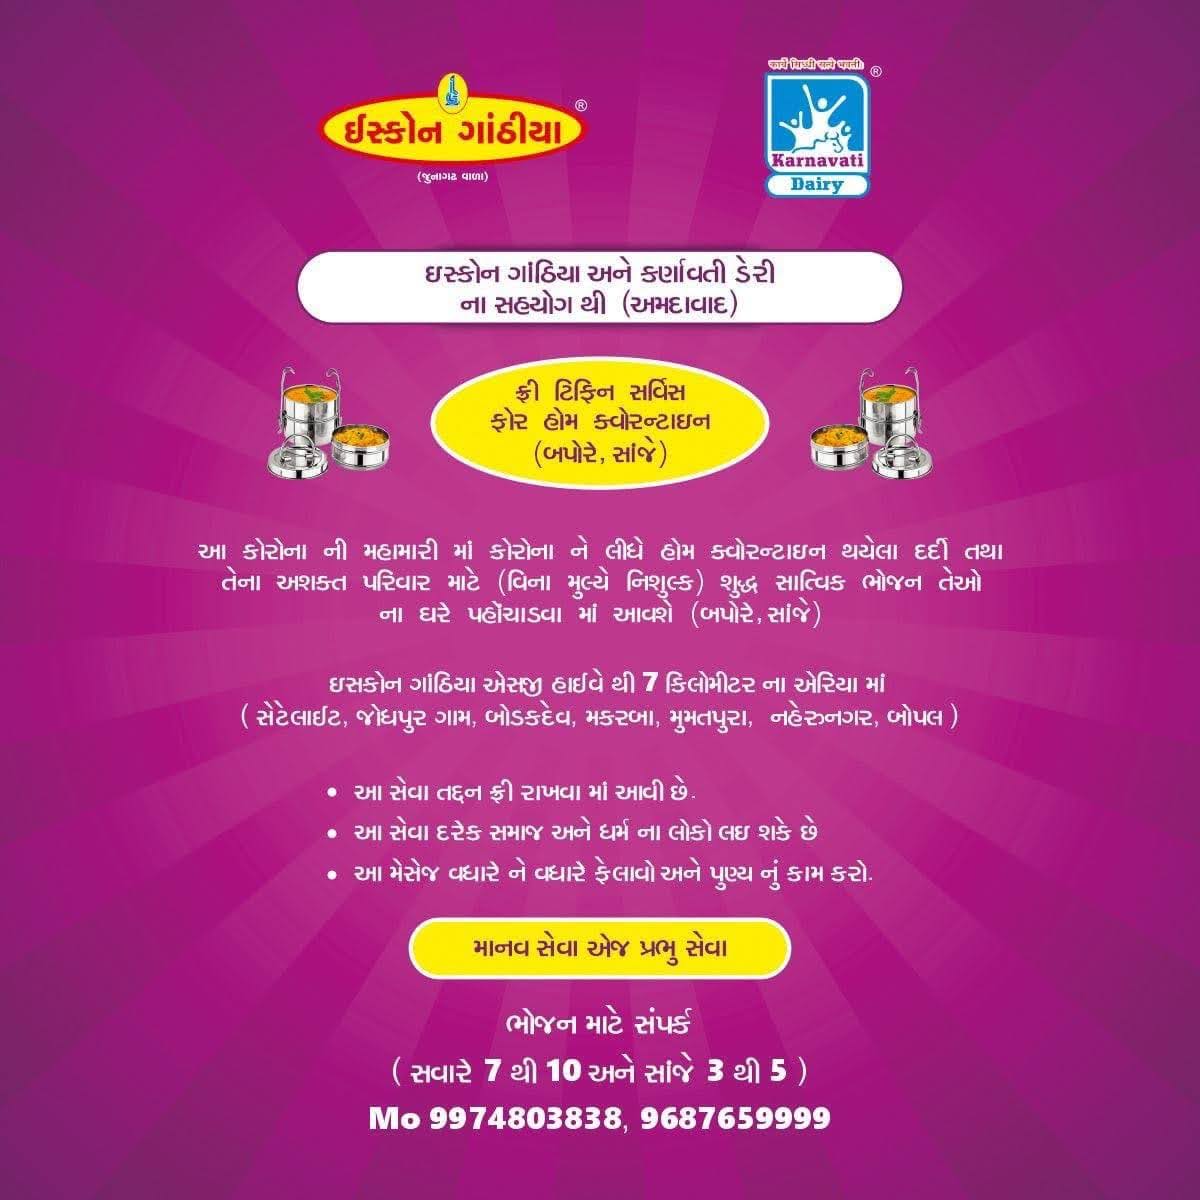 ઈસ્કોન ગાંઠીયા ®
(જુનાગઢ વાળા)
®
Karnavati
Dairy
ઇસ્કોન ગાંઠિયા અને કર્ણાવતી ડેરી
ના સહયોગ થી (અમદાવાદ)
ફ્રી ટિફિન સર્વિસ
ફોર હોમ ક્વોરન્ટાઇન
(બપોરે, સાંજે)
આ કોરોના ની મહામારી માં કોરોના ને લીધે હોમ ક્વોરન્ટાઇન થયેલા દર્દી તથા
તેના અશક્ત પરિવાર માટે (વિના મુલ્યે નિશુલ્ક) શુદ્ધ સાત્વિક ભોજન તેઓ
ના ઘરે પહોંચાડવા માં આવશે (બપોરે, સાંજે)
ઇસકોન ગાંઠિયા એસજી હાઈવે થી 7 કિલોમીટર ના એરિયા માં
( સેટેલાઈટ, જોધપુર ગામ, બોડકદેવ, મકરબા, મુમતપુરા, નહેરુનગર, બોપલ )
• આ સેવા તદ્દન ફ્રી રાખવા માં આવી છે.
• આ સેવા દરેક સમાજ અને ધર્મ ના લોકો લઇ શકે છે
• આ મેસેજ વધારે ને વધારે ફેલાવો અને પુણ્ય નું કામ કરો.
માનવ સેવા એજ પ્રભુ સેવા
ભોજન માટે સંપર્ક
( સવારે 7 થી 10 અને સાંજે 3 થી 5 )
Mo 9974803838, 9687659999